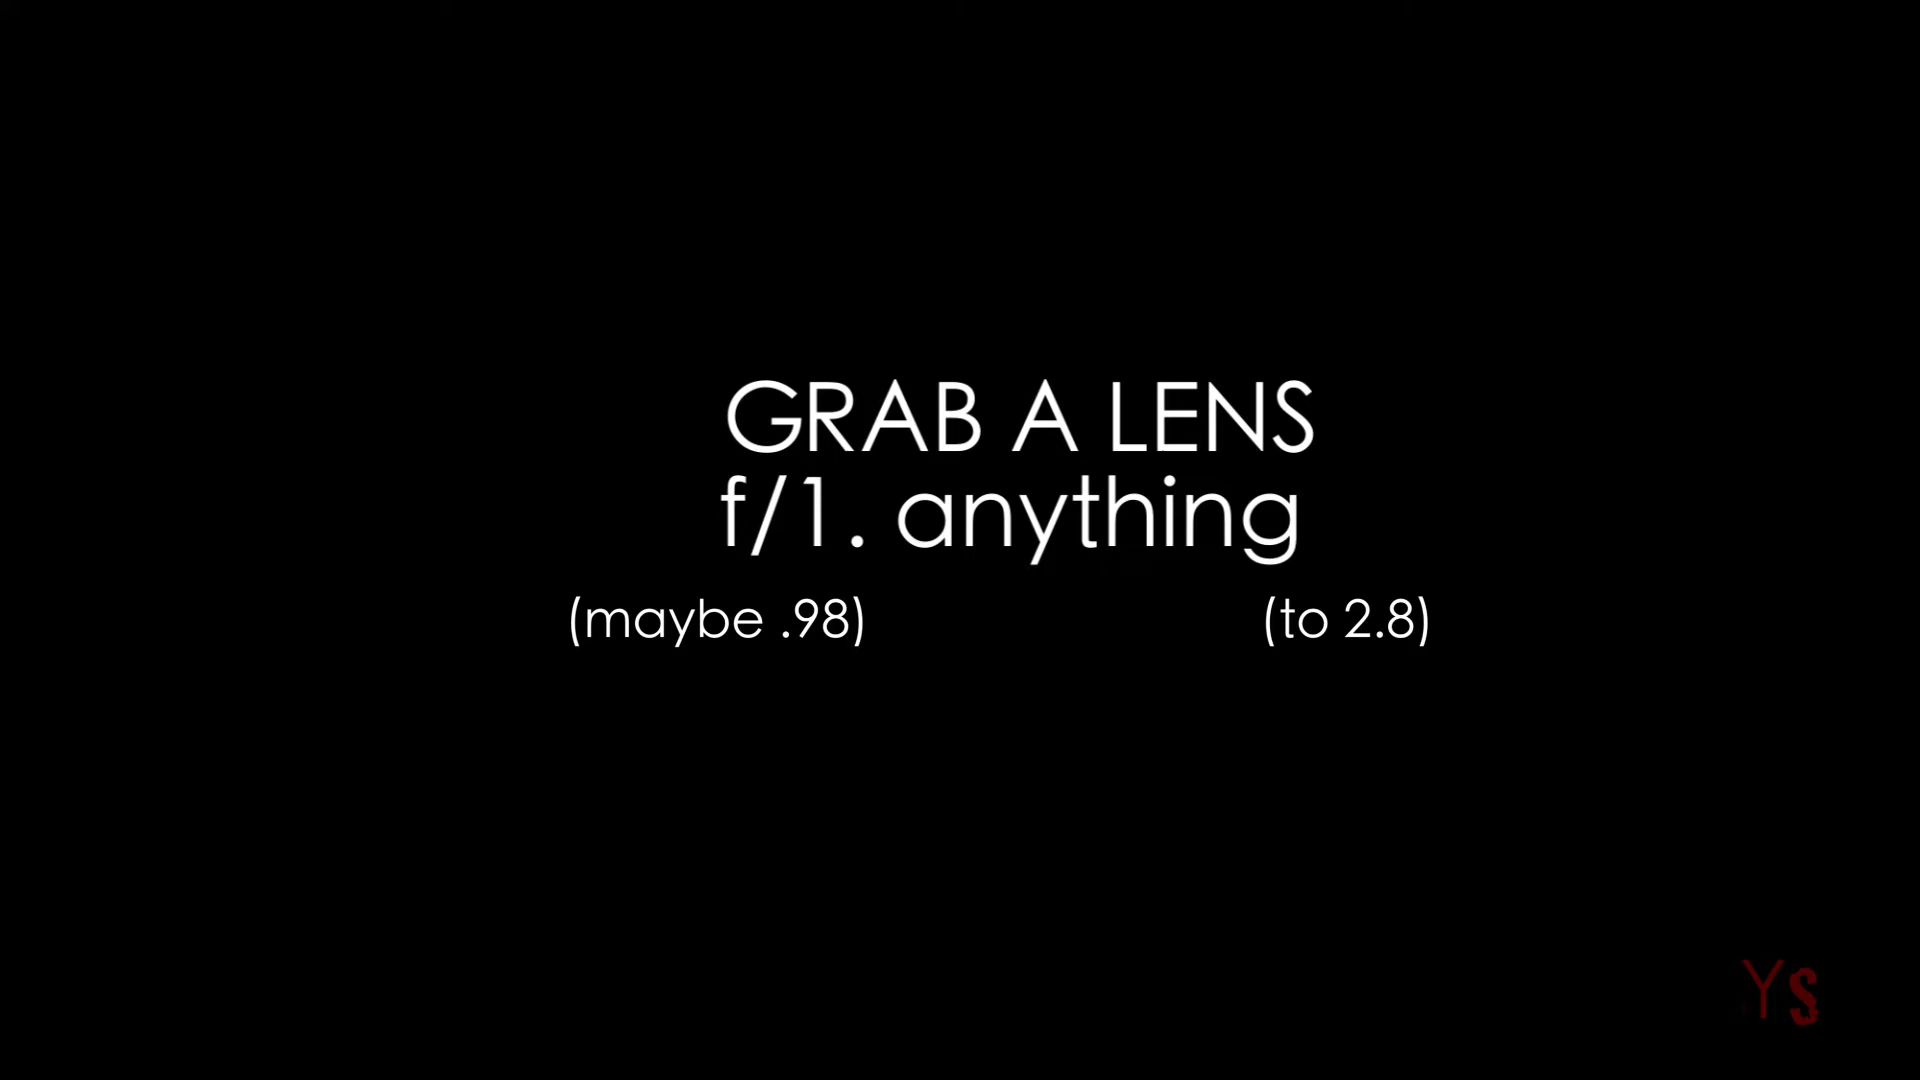 GRAB A LENS
f/1. anything
(maybe .98) (to 2.8)
Ys